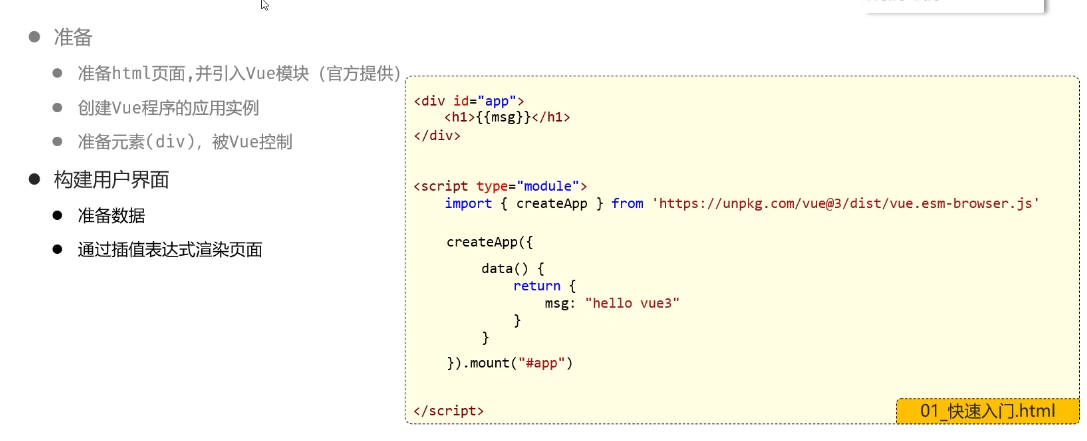 准备
准备html页面,并引入Vue模块（官方提供）
创建Vue程序的应用实例
准备元素(div)，被Vue控制
构建用户界面
准备数据
通过插值表达式渲染页面
<div id="app">
    <h1>{{msg}}</h1>
</div>
<script type="module">
    import { createApp } from 'https://unpkg.com/vue@3/dist/vue.esm-browser.js'
    createApp({
        data() {
            return {
                msg: "hello vue3"
            }
        }
    }).mount("#app")
</script>
01_快速入门.html